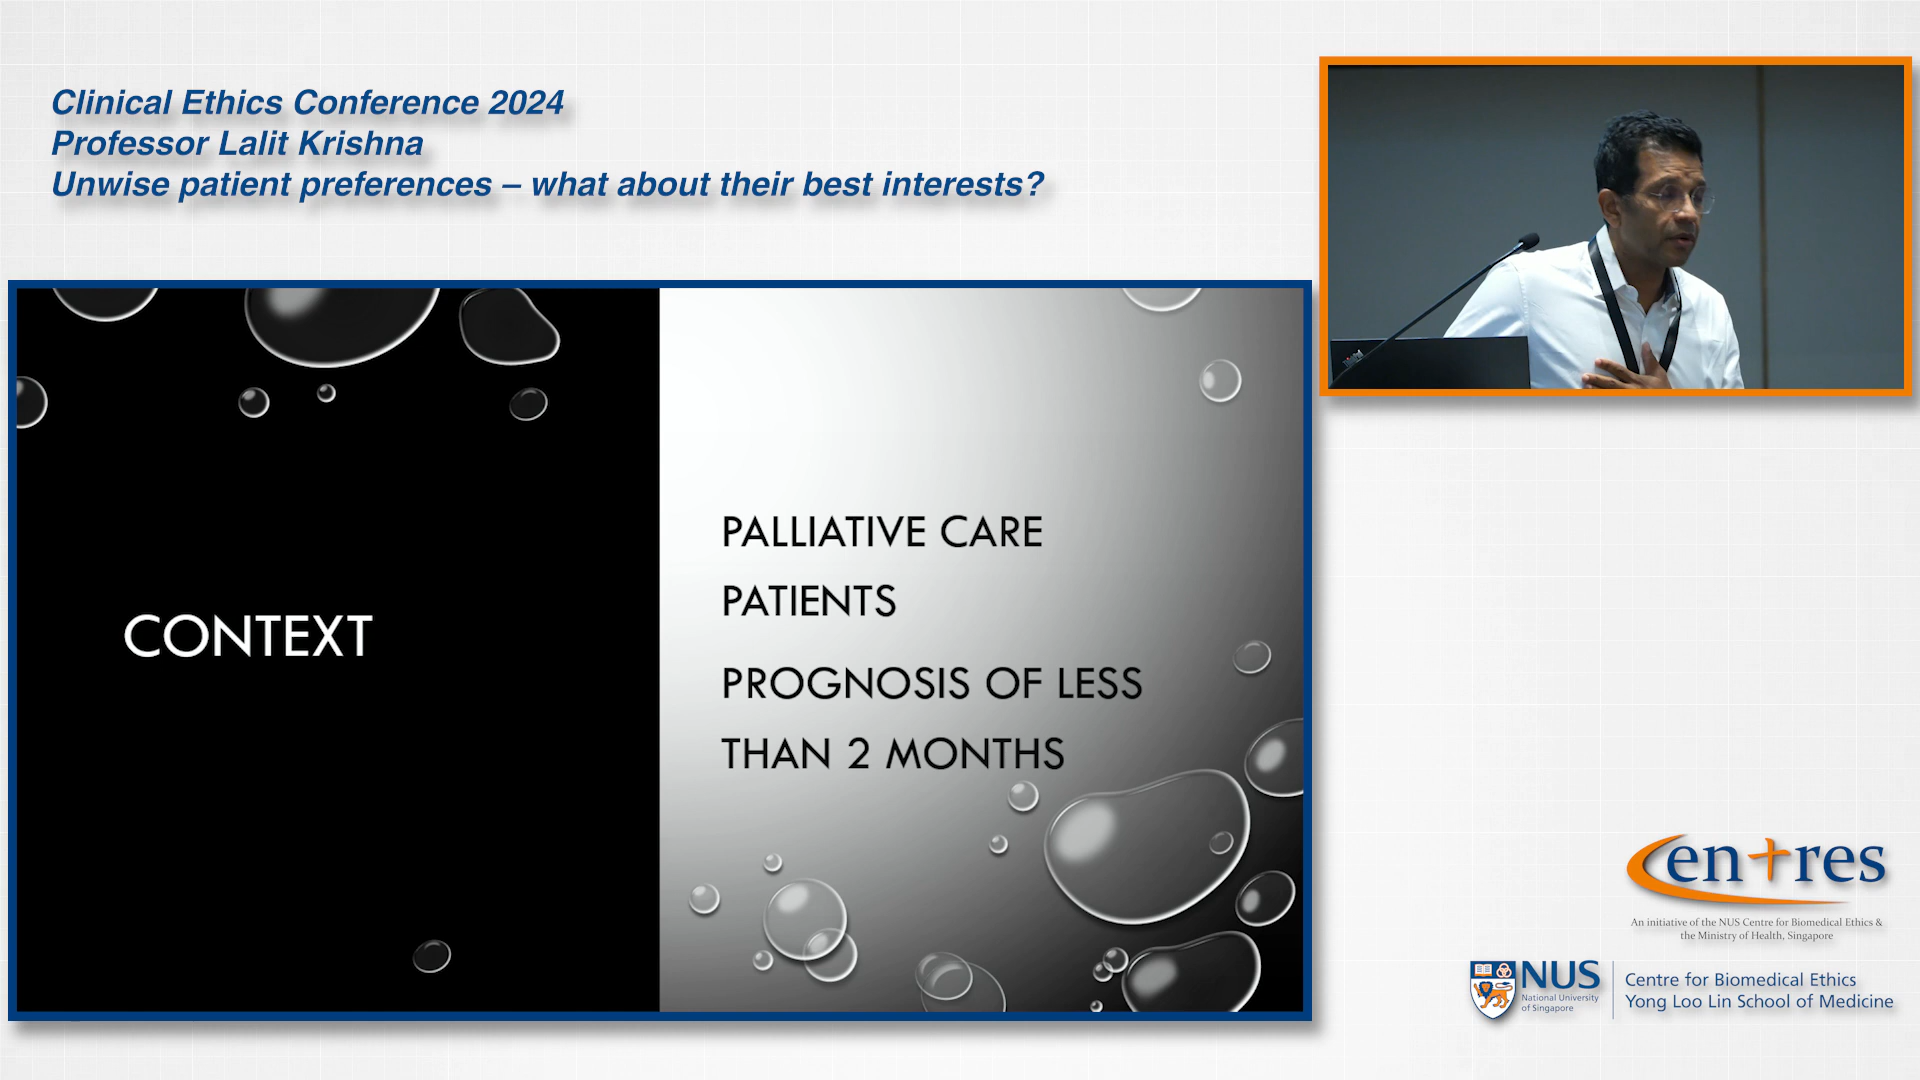 Clinical Ethics Conference 2024
Professor Lalit Krishna
Unwise patient preferences – what about their best interests?
CONTEXT
PALLIATIVE CARE
PATIENTS
PROGNOSIS OF LESS
THAN 2 MONTHS
Centres
An initiative of the NUS Centre for Biomedical Ethics &
the Ministry of Health, Singapore
NUS
National University
of Singapore
Centre for Biomedical Ethics
Yong Loo Lin School of Medicine